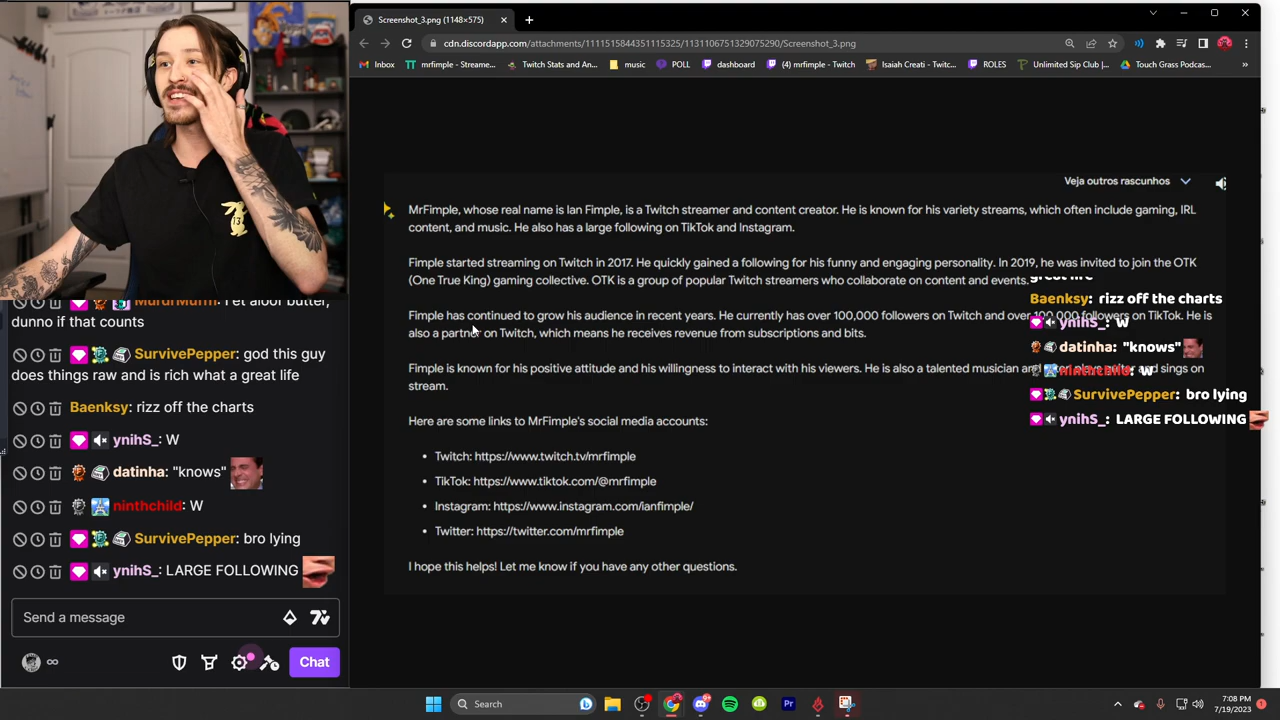 Screenshot_3.png (1148×575)
cdn.discordapp.com/attachments/1111515844351115325/1131106751329075290/Screenshot_3.png
Inbox
mrfimple - Streame...
Twitch Stats and An...
music
POLL
dashboard
(4) mrfimple - Twitch
Isaiah Creati - Twitc...
ROLES
Unlimited Sip Club |...
Touch Grass Podcas...
»
Veja outros rascunhos
MrFimple, whose real name is Ian Fimple, is a Twitch streamer and content creator. He is known for his variety streams, which often include gaming, IRL
content, and music. He also has a large following on TikTok and Instagram.
Fimple started streaming on Twitch in 2017. He quickly gained a following for his funny and engaging personality. In 2019, he was invited to join the OTK
(One True King) gaming collective. OTK is a group of popular Twitch streamers who collaborate on content and events.
Fimple has continued to grow his audience in recent years. He currently has over 100,000 followers on Twitch and over 100,000 followers on TikTok. He is
also a partner on Twitch, which means he receives revenue from subscriptions and bits.
Fimple is known for his positive attitude and his willingness to interact with his viewers. He is also a talented musician and sings on
stream.
Here are some links to MrFimple's social media accounts:
• Twitch: https://www.twitch.tv/mrfimple
• TikTok: https://www.tiktok.com/@mrfimple
• Instagram: https://www.instagram.com/ianfimple/
• Twitter: https://twitter.com/mrfimple
I hope this helps! Let me know if you have any other questions.
great life
Baenksy: rizz off the charts
ynihS_: W
datinha: "knows"
ninthchild: W
SurvivePepper: bro lying
ynihS_: LARGE FOLLOWING
dunno if that counts
SurvivePepper: god this guy
does things raw and is rich what a great life
Baenksy: rizz off the charts
ynihS_: W
datinha: "knows"
ninthchild: W
SurvivePepper: bro lying
ynihS_: LARGE FOLLOWING
Send a message
Chat
Search
7:08 PM
7/19/2023
13